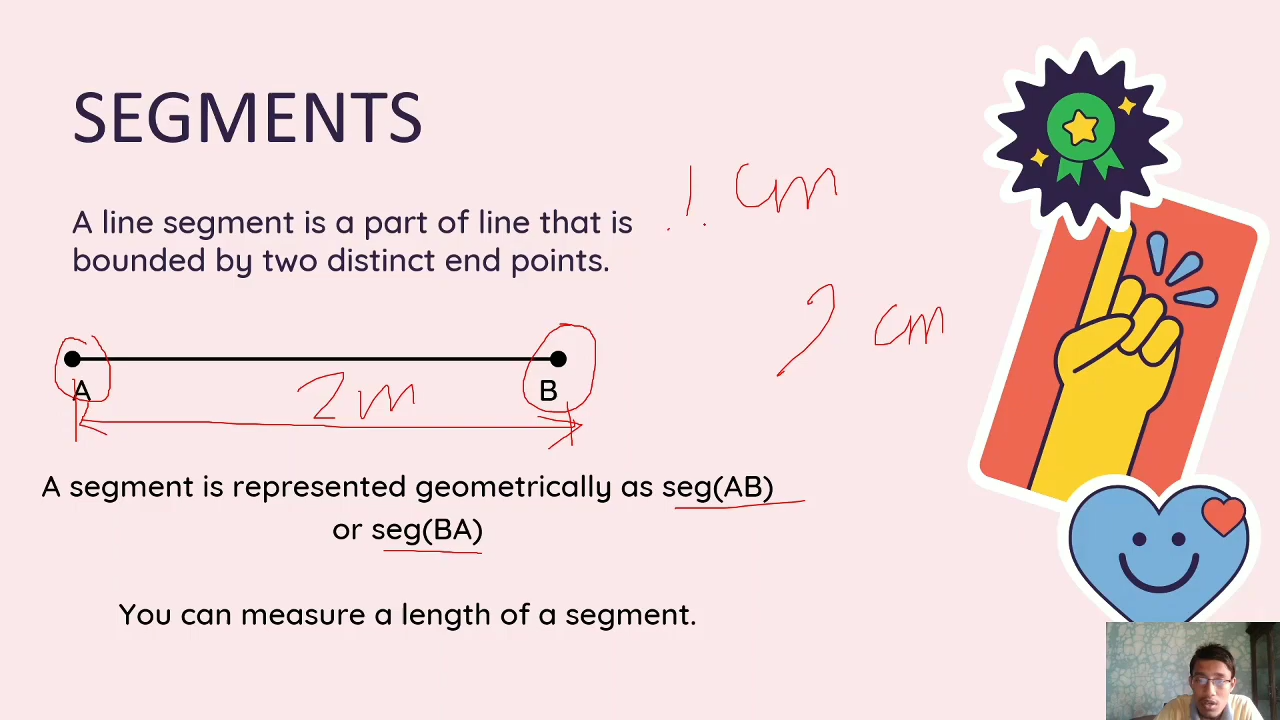 SEGMENTS
A line segment is a part of line that is
bounded by two distinct end points.
1 cm
cm
A
B
2m
A segment is represented geometrically as seg(AB)
or seg(BA)
You can measure a length of a segment.